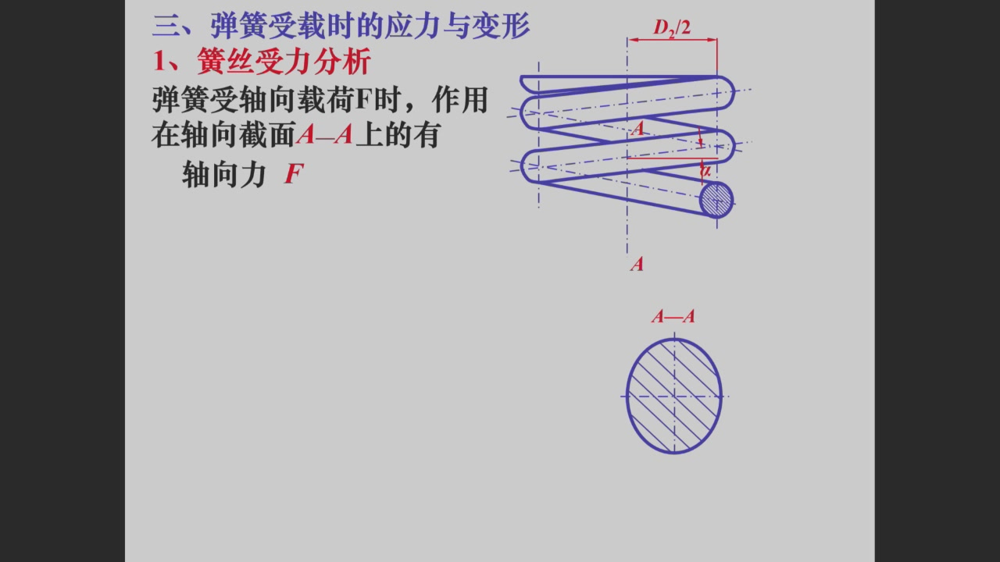 三、弹簧受载时的应力与变形
1、簧丝受力分析
弹簧受轴向载荷F时，作用
在轴向截面A—A上的有
轴向力 F
D2/2
A
α
A
A—A